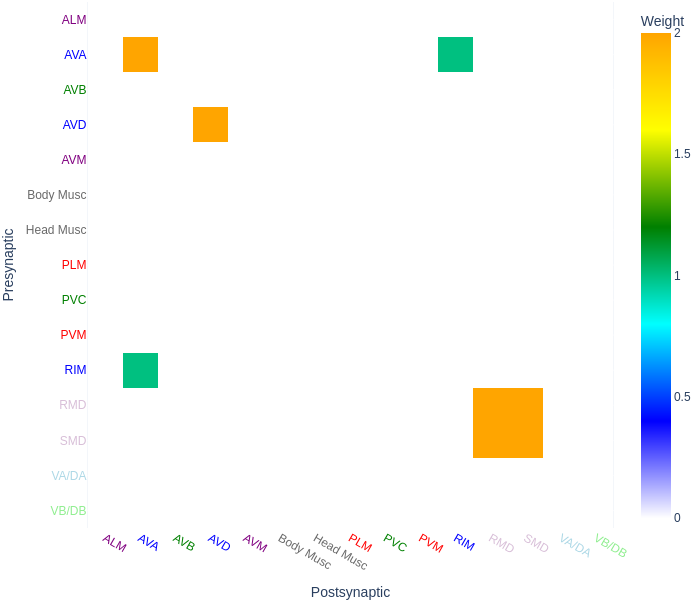 Weight
ALM
AVA
AVB
AVD
AVM
Body Musc
Head Musc
PLM
PVC
PVM
RIM
RMD
SMD
VA/DA
VB/DB
Presynaptic
2
1.5
1
0.5
0
ALM
AVA
AVB
AVD
AVM
Body Musc
Head Musc
PLM
PVC
PVM
RIM
RMD
SMD
VA/DA
VB/DB
Postsynaptic